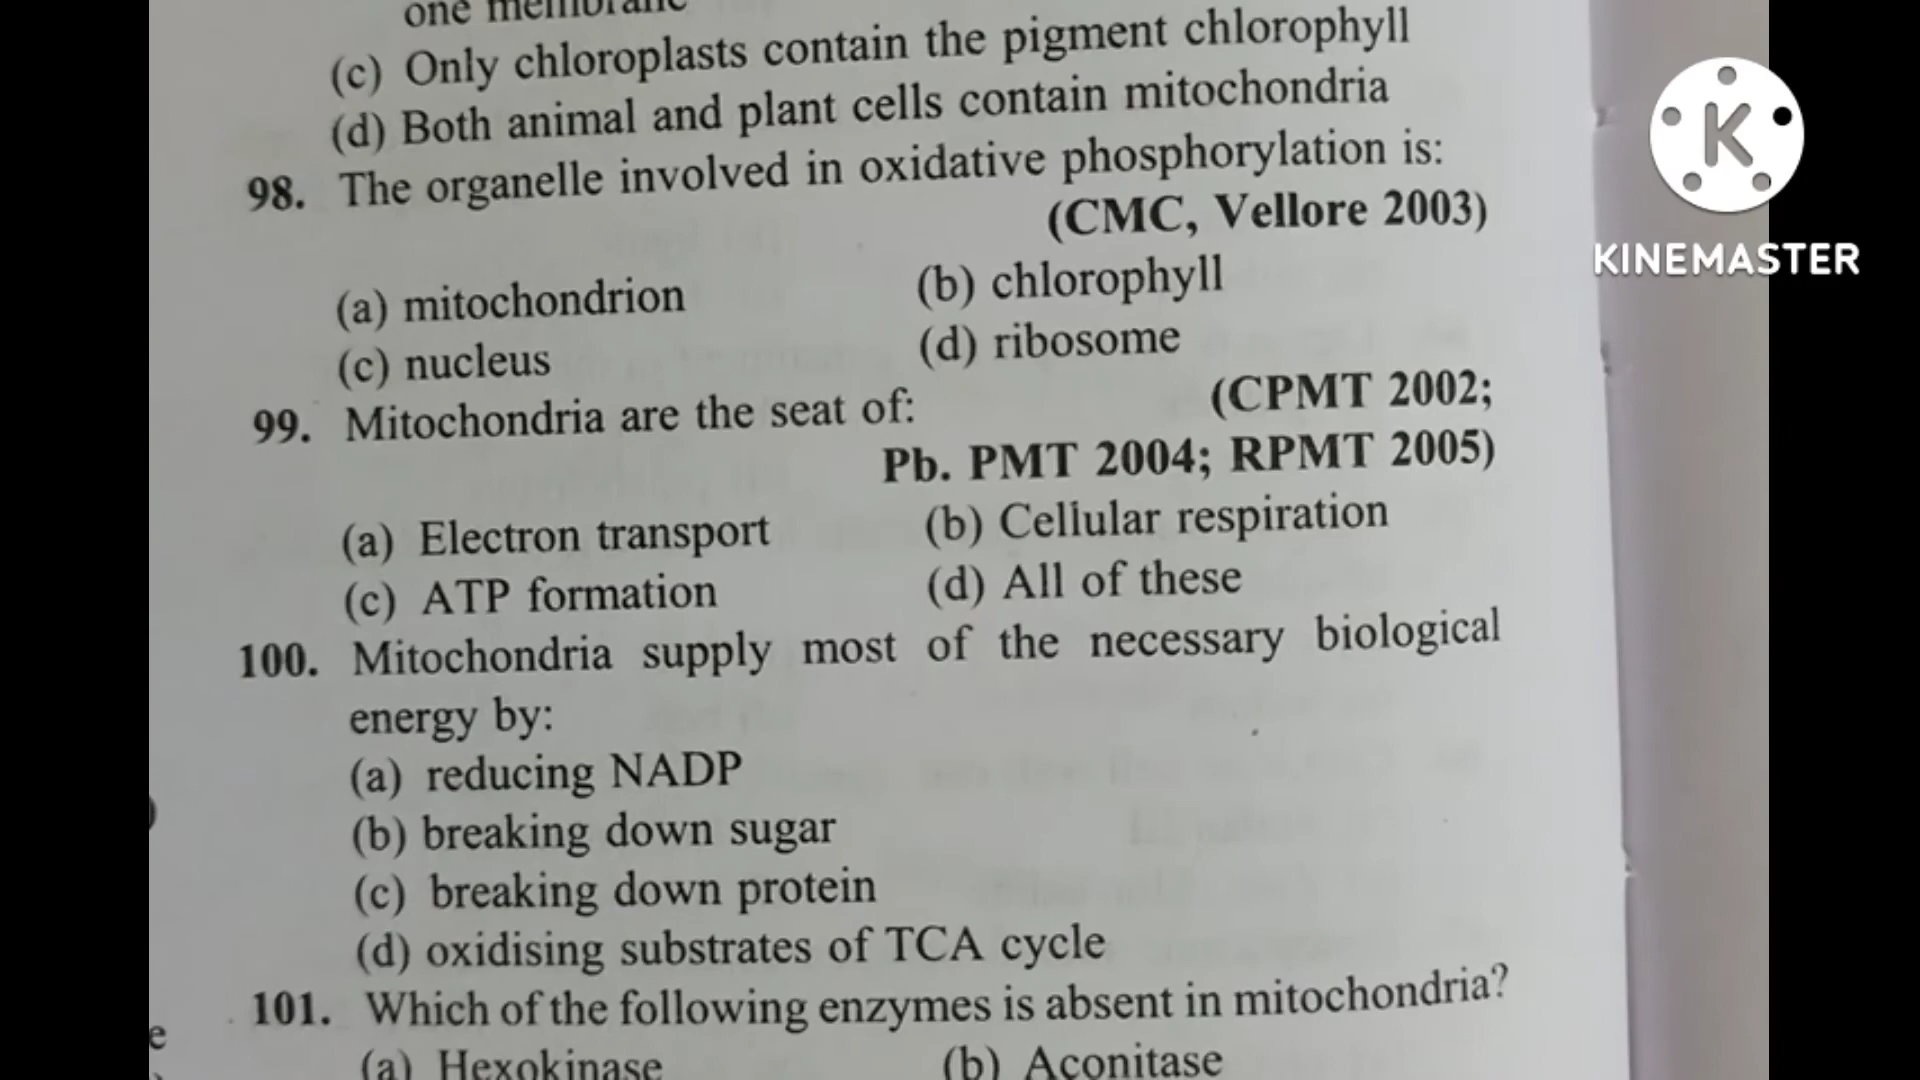 one membrane
(c) Only chloroplasts contain the pigment chlorophyll
(d) Both animal and plant cells contain mitochondria
98. The organelle involved in oxidative phosphorylation is:
(CMC, Vellore 2003)
(a) mitochondrion (b) chlorophyll
(c) nucleus (d) ribosome
99. Mitochondria are the seat of: (CPMT 2002;
Pb. PMT 2004; RPMT 2005)
(a) Electron transport (b) Cellular respiration
(c) ATP formation (d) All of these
100. Mitochondria supply most of the necessary biological
energy by:
(a) reducing NADP
(b) breaking down sugar
(c) breaking down protein
(d) oxidising substrates of TCA cycle
101. Which of the following enzymes is absent in mitochondria?
(a) Hexokinase (b) Aconitase
)
e
K
KINEMASTER